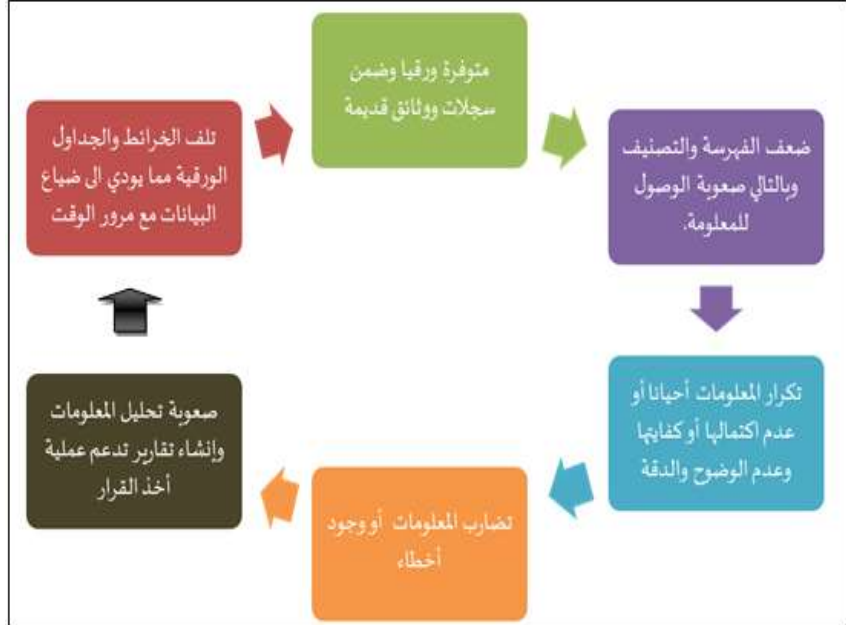 متوفرة ورقيا وضمن
سجلات ووثائق قديمة
ضعف الفهرسة والتصنيف
وبالتالي صعوبة الوصول
للمعلومة.
تكرار المعلومات أحيانا أو
عدم اكتمالها أو كفايتها
وعدم الوضوح والدقة
تضارب المعلومات أو وجود
أخطاء
صعوبة تحليل المعلومات
وإنشاء تقارير تدعم عملية
أخذ القرار
تلف الخرائط والجداول
الورقية مما يودي الى ضياع
البيانات مع مرور الوقت